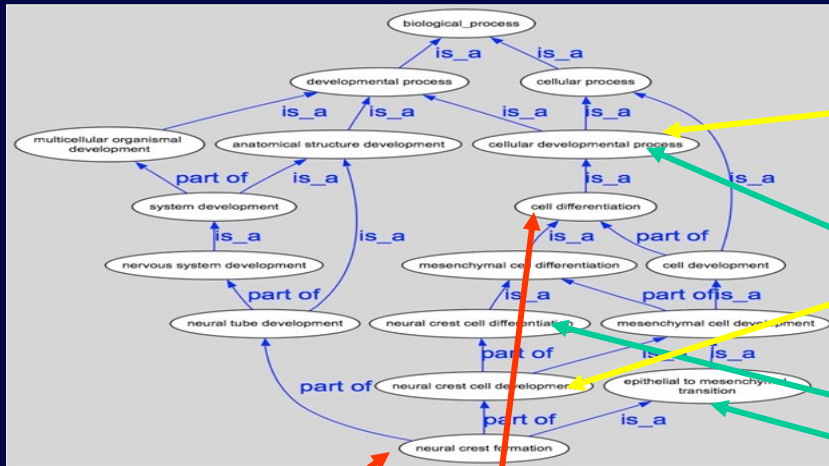 biological_process
is_a
is_a
developmental process
cellular process
is_a
is_a
is_a
is_a
multicellular organismal
development
anatomical structure development
cellular developmental process
part of
is_a
is_a
is_a
system development
cell differentiation
is_a
is_a
is_a
part of
nervous system development
mesenchymal cell differentiation
cell development
part of
is_a
part of
is_a
neural tube development
neural crest cell differentiation
mesenchymal cell development
part of
is_a
is_a
part of
neural crest cell development
epithelial to mesenchymal
transition
part of
is_a
neural crest formation